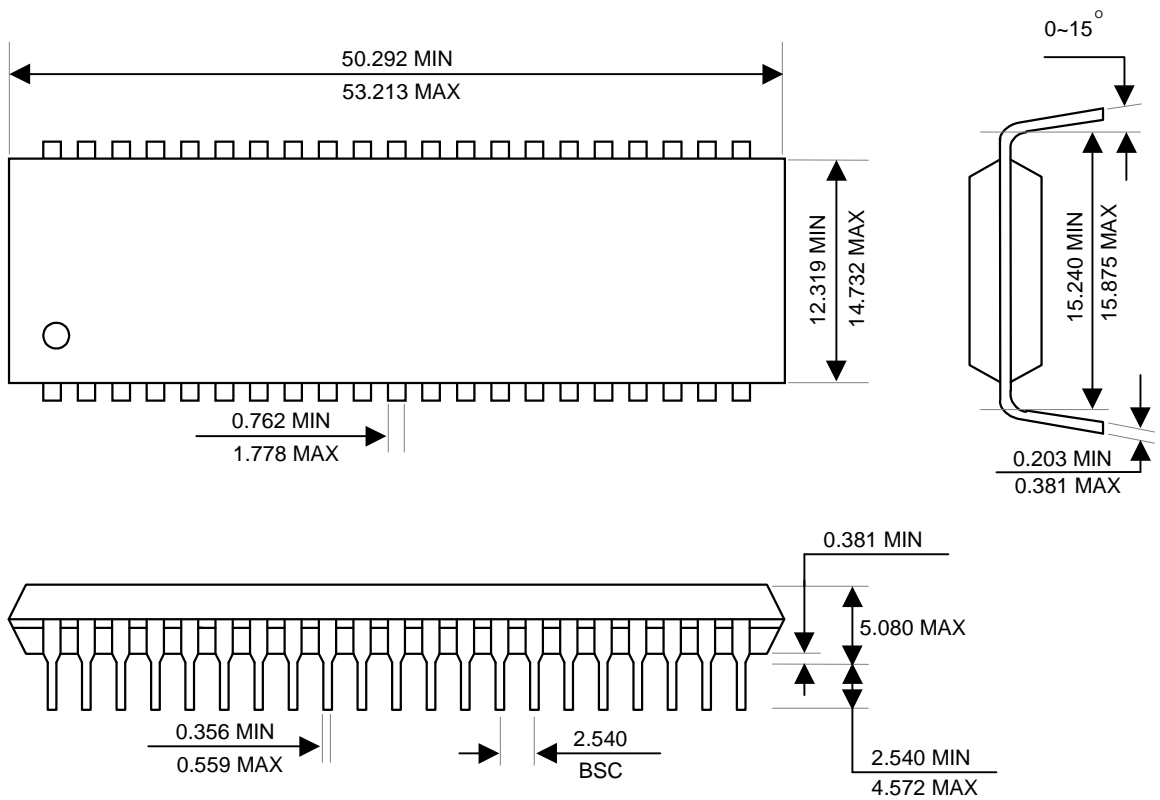 0~15°
50.292 MIN
53.213 MAX
12.319 MIN
14.732 MAX
15.240 MIN
15.875 MAX
0.762 MIN
1.778 MAX
0.203 MIN
0.381 MAX
0.381 MIN
5.080 MAX
0.356 MIN
0.559 MAX
2.540
BSC
2.540 MIN
4.572 MAX